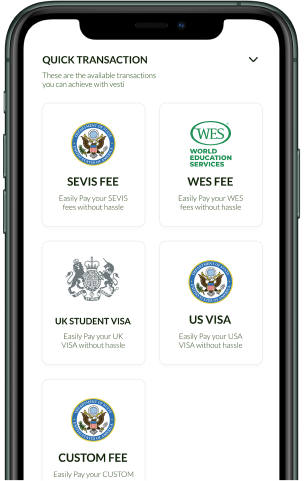 QUICK TRANSACTION
These are the available transactions
you can achieve with vesti
SEVIS FEE
Easily Pay your SEVIS
fees without hassle
WES
WORLD
EDUCATION
SERVICES
WES FEE
Easily Pay your WES
fees without hassle
UK STUDENT VISA
Easily Pay your UK
VISA without hassle
US VISA
Easily Pay your USA
VISA without hassle
CUSTOM FEE
Easily Pay your CUSTOM